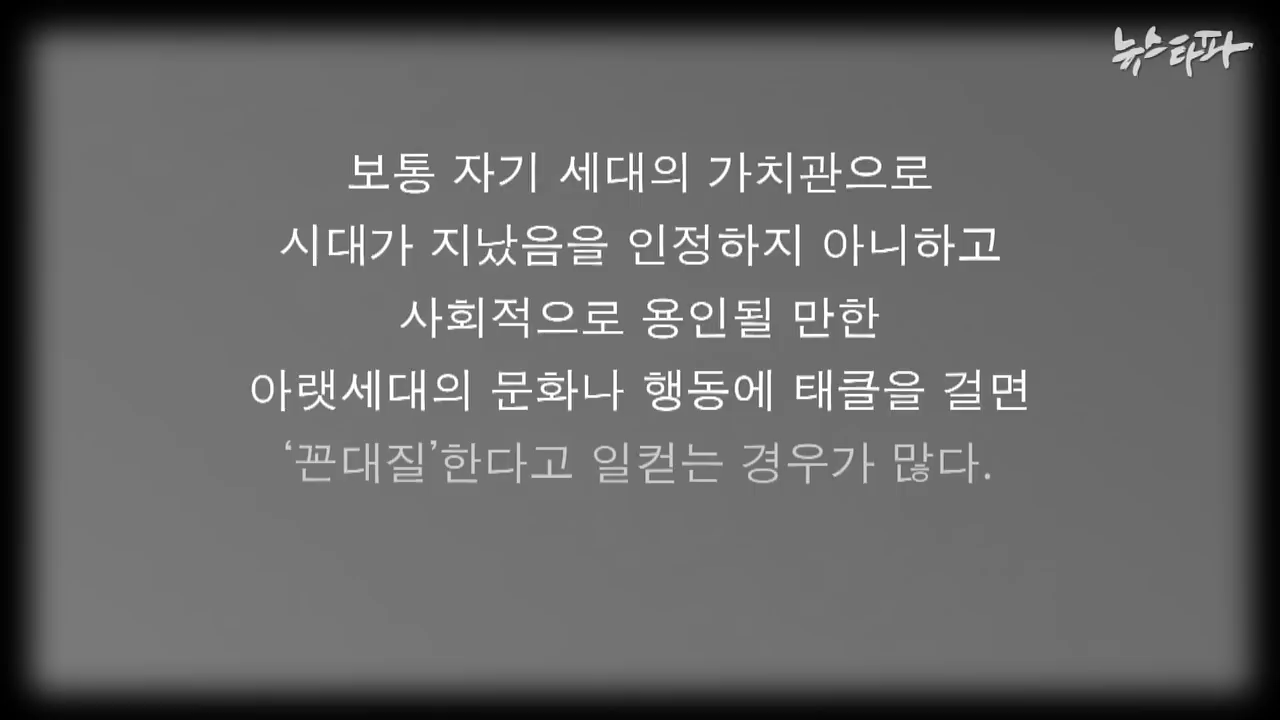 뉴스타파
보통 자기 세대의 가치관으로
시대가 지났음을 인정하지 아니하고
사회적으로 용인될 만한
아랫세대의 문화나 행동에 태클을 걸면
‘꼰대질’한다고 일컫는 경우가 많다.